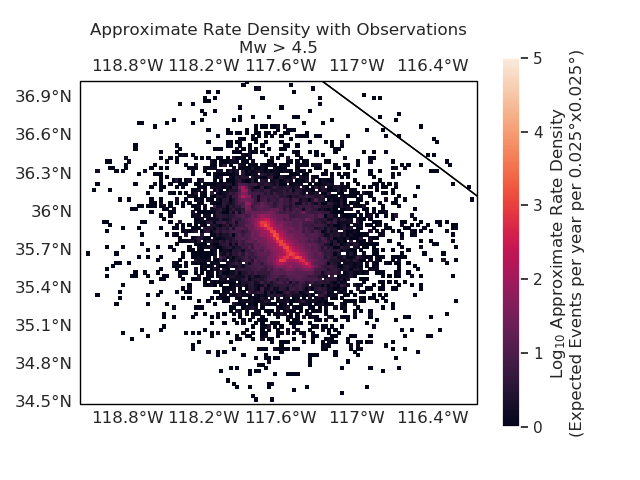 Approximate Rate Density with Observations
Mw > 4.5
118.8°W 118.2°W 117.6°W 117°W 116.4°W
36.9°N
36.6°N
36.3°N
36°N
35.7°N
35.4°N
35.1°N
34.8°N
34.5°N
118.8°W 118.2°W 117.6°W 117°W 116.4°W
5
4
3
2
1
0
Log₁₀ Approximate Rate Density
(Expected Events per year per 0.025°x0.025°)